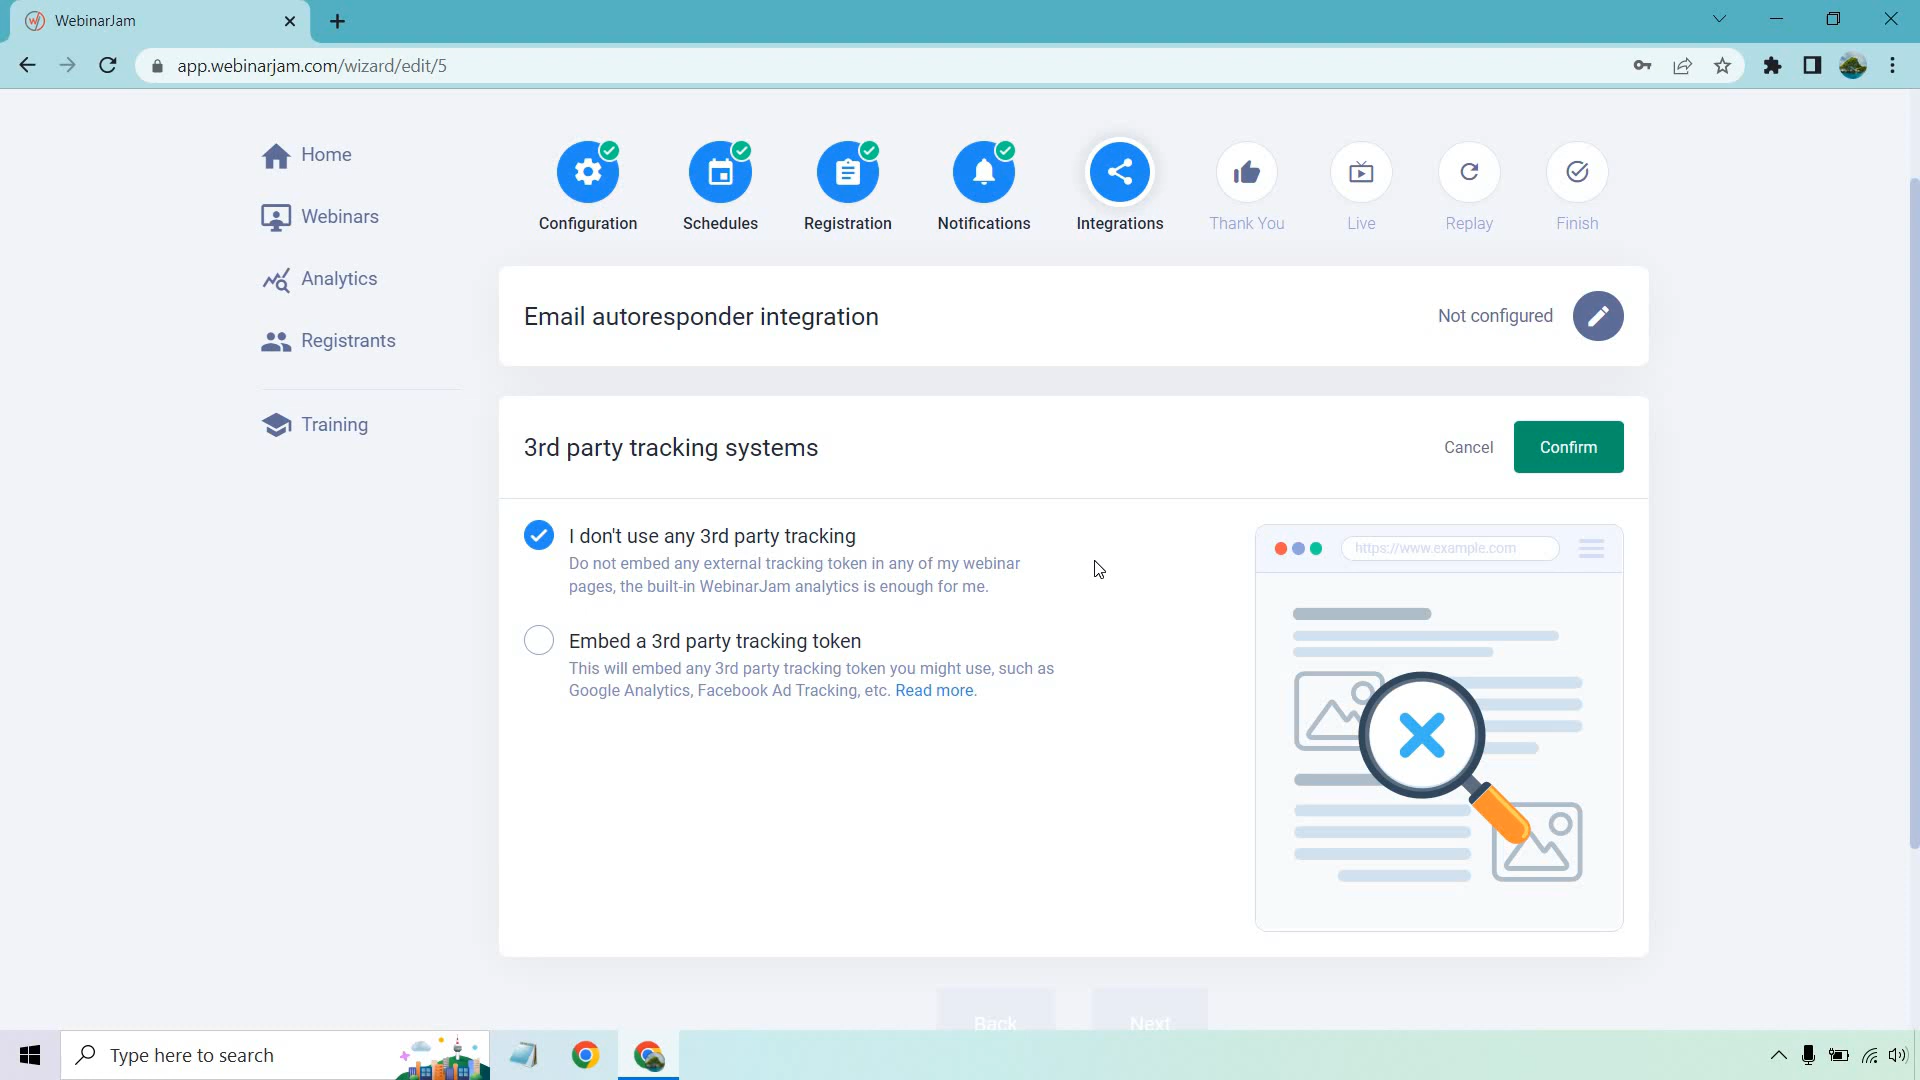 WebinarJam
app.webinarjam.com/wizard/edit/5
Home
Webinars
Analytics
Registrants
Training
Configuration
Schedules
Registration
Notifications
Integrations
Thank You
Live
Replay
Finish
Email autoresponder integration
Not configured
3rd party tracking systems
Cancel
Confirm
I don't use any 3rd party tracking
Do not embed any external tracking token in any of my webinar
pages, the built-in WebinarJam analytics is enough for me.
Embed a 3rd party tracking token
This will embed any 3rd party tracking token you might use, such as
Google Analytics, Facebook Ad Tracking, etc. Read more.
https://www.example.com
Back
Next
Type here to search